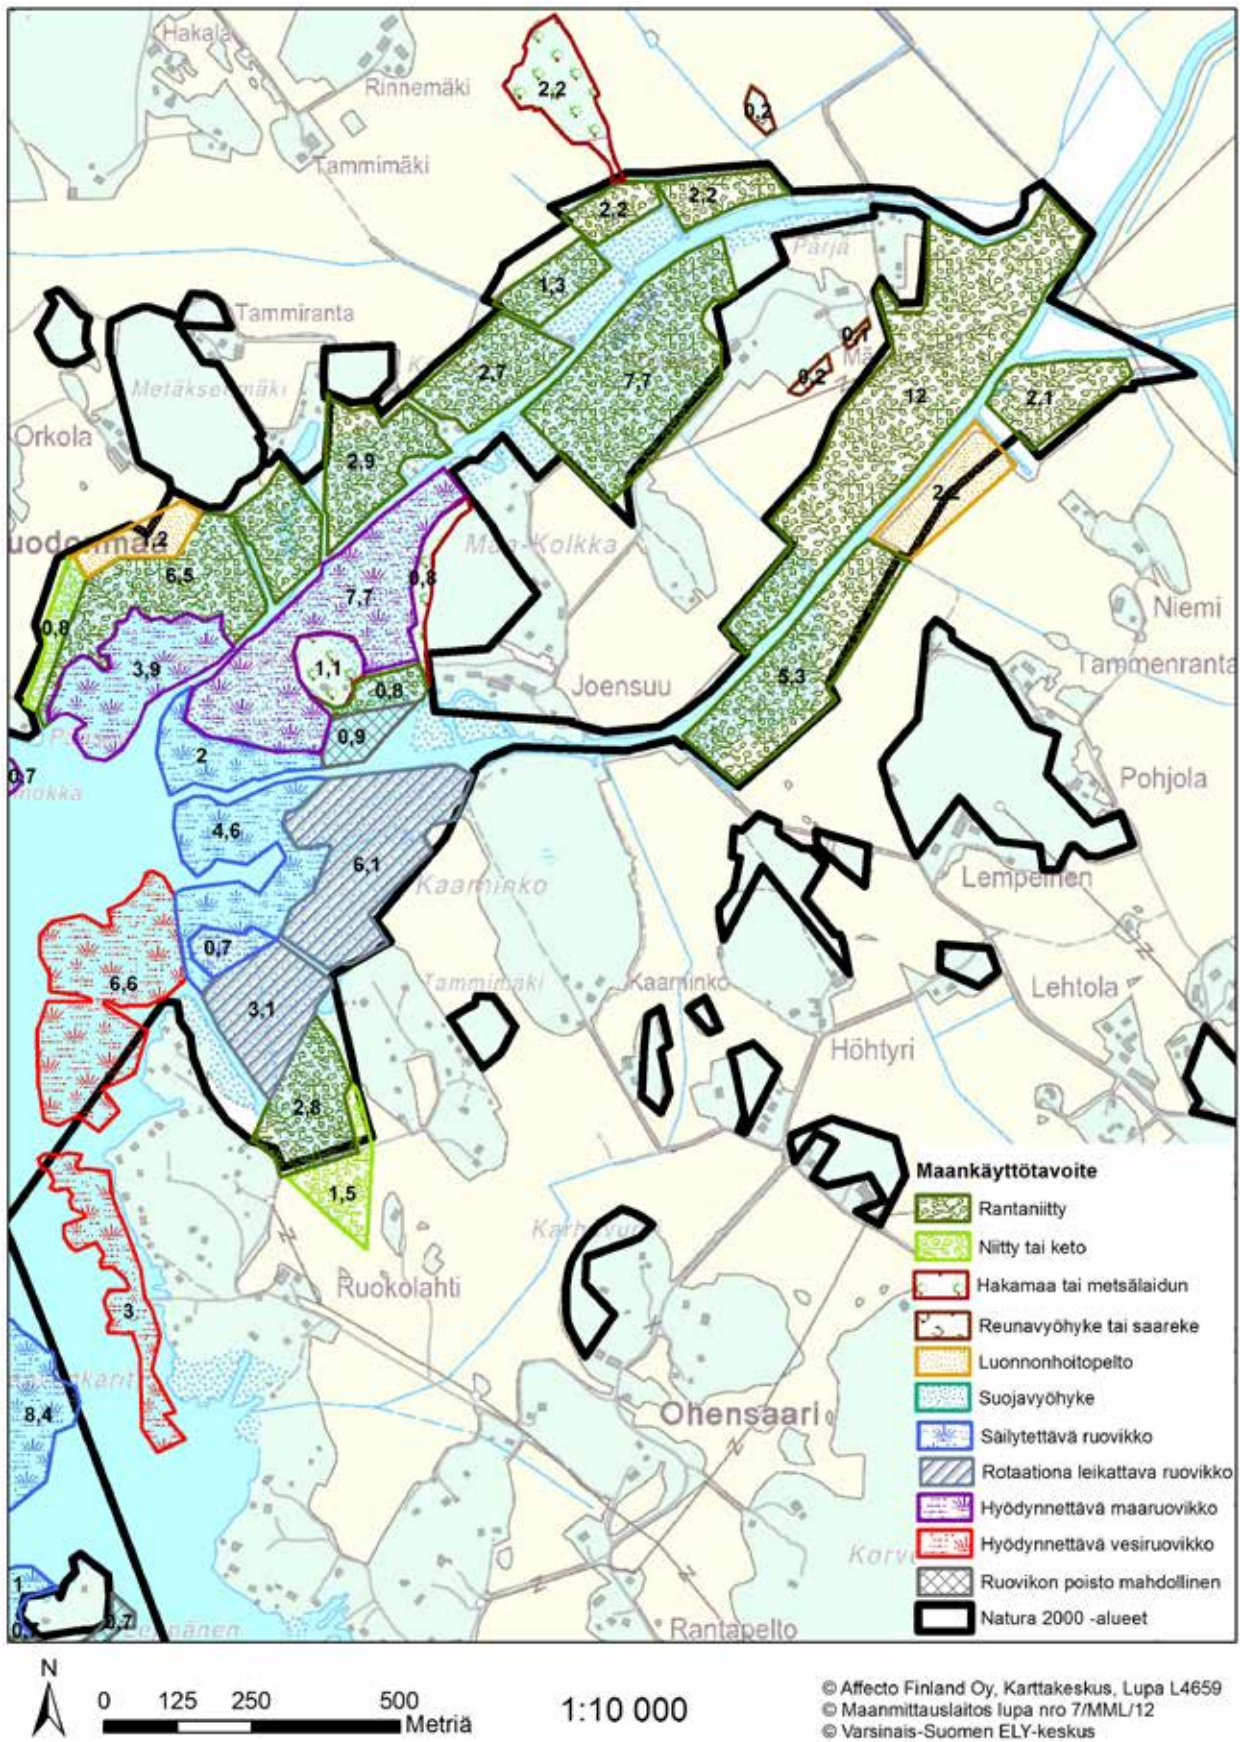 Hakala
Rinnemäki
Tammimäki
2,2
0,2
2,2
2,2
Pärjä
1,3
Tammiranta
0,1
Metäksenmäki
2,7
7,7
0,2
12
2,1
Orkola
2,9
2,2
Maa-Kolkka
6,5
0,8
7,7
0,8
Niemi
3,9
1,1
0,8
Joensuu
5,3
Tammenranta
0,9
2
0,7
Pohjola
4,6
6,1
Kaarninko
Lempeinen
0,7
6,6
Tammimäki
Kaarninko
Lehtola
3,1
Höhtyri
2,8
1,5
Ruokolahti
3
8,4
Ohensaari
1
0,7
Rantapelto
Maankäyttötavoite
Rantaniitty
Niitty tai keto
Hakamaa tai metsälaidun
Reunavyöhyke tai saareke
Luonnonhoitopelto
Suojavyöhyke
Säilytettävä ruovikko
Rotaationa leikattava ruovikko
Hyödynnettävä maaruovikko
Hyödynnettävä vesiruovikko
Ruovikon poisto mahdollinen
Natura 2000 -alueet
N
0 125 250 500
Metriä
1:10 000
© Affecto Finland Oy, Karttakeskus, Lupa L4659
© Maanmittauslaitos lupa nro 7/MML/12
© Varsinais-Suomen ELY-keskus